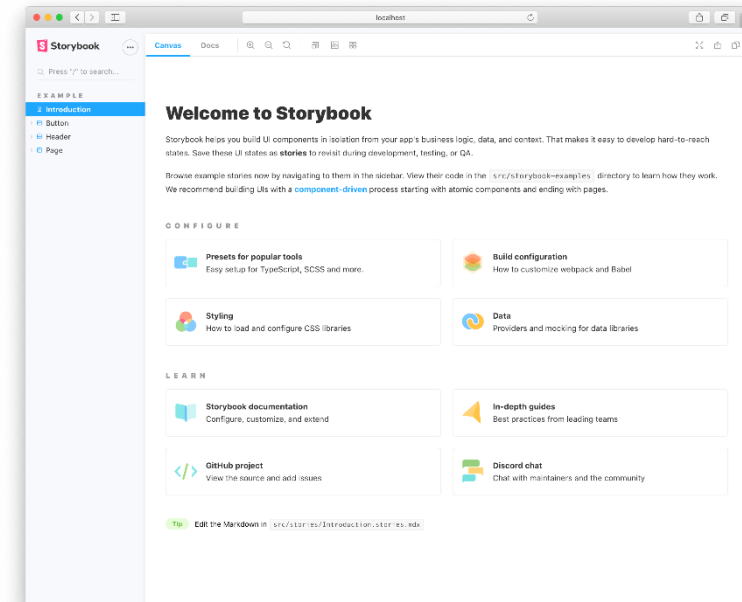 localhost
Storybook
Canvas
Docs
Press "/" to search...
EXAMPLE
Introduction
Button
Header
Page
Welcome to Storybook
Storybook helps you build UI components in isolation from your app's business logic, data, and context. That makes it easy to develop hard-to-reach
states. Save these UI states as stories to revisit during development, testing, or QA.
Browse example stories now by navigating to them in the sidebar. View their code in the src/storybook-examples directory to learn how they work.
We recommend building UIs with a component-driven process starting with atomic components and ending with pages.
CONFIGURE
Presets for popular tools
Easy setup for TypeScript, SCSS and more.
Build configuration
How to customize webpack and Babel
Styling
How to load and configure CSS libraries
Data
Providers and mocking for data libraries
LEARN
Storybook documentation
Configure, customize, and extend
In-depth guides
Best practices from leading teams
GitHub project
View the source and add issues
Discord chat
Chat with maintainers and the community
Tip Edit the Markdown in src/stories/Introduction.stories.mdx